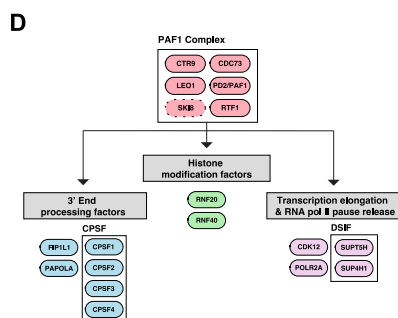 D
PAF1 Complex
CTR9 CDC73
LEO1 PD2/PAF1
SKI8 RTF1
Histone
modification factors
3' End
processing factors
Transcription elongation
& RNA pol II pause release
RNF20
RNF40
CPSF
DSIF
FIP1L1 CPSF1
PAPOLA CPSF2
CPSF3
CPSF4
CDK12 SUPT5H
POLR2A SUP4H1